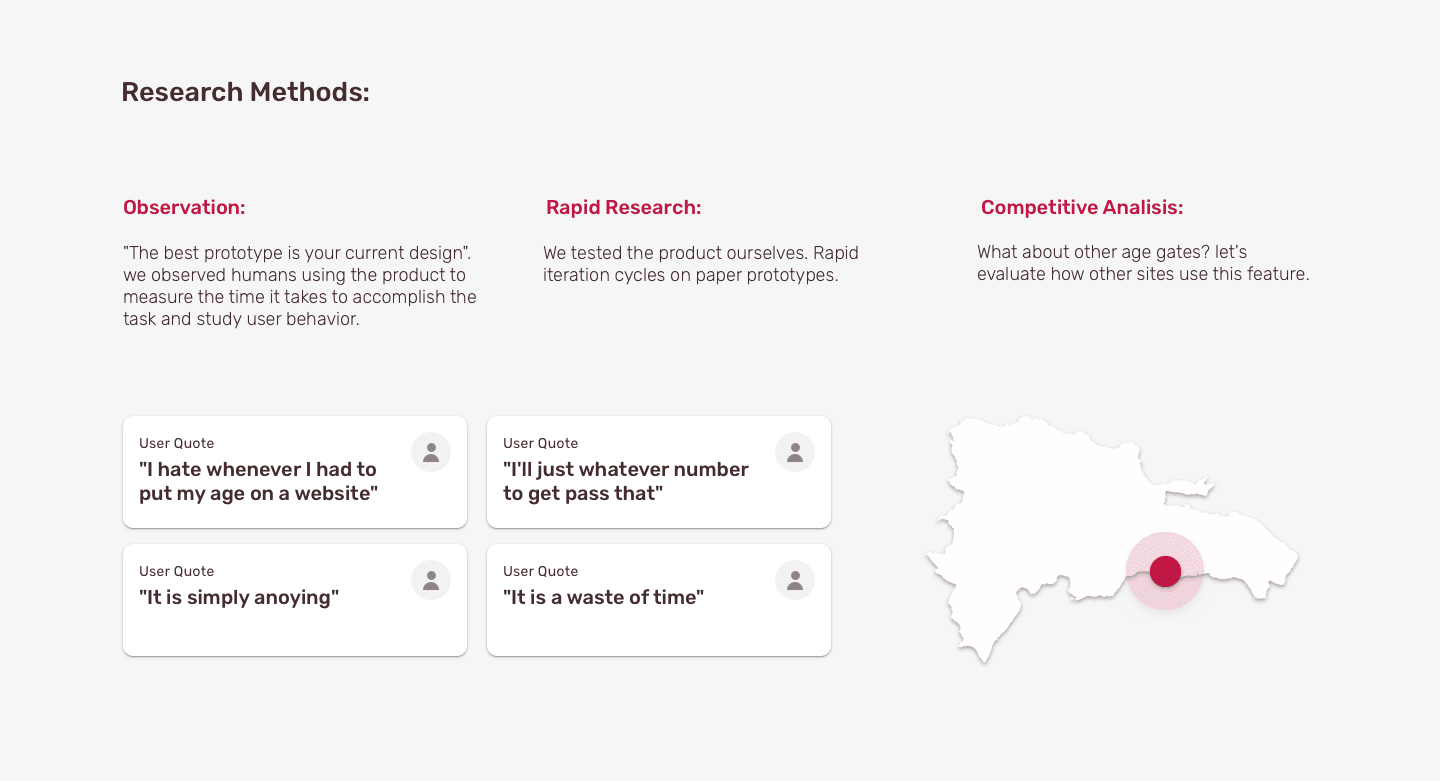 Research Methods:
Observation:
"The best prototype is your current design".
we observed humans using the product to
measure the time it takes to accomplish the
task and study user behavior.
Rapid Research:
We tested the product ourselves. Rapid
iteration cycles on paper prototypes.
Competitive Analisis:
What about other age gates? let's
evaluate how other sites use this feature.
User Quote
"I hate whenever I had to
put my age on a website"
User Quote
"I'll just whatever number
to get pass that"
User Quote
"It is simply anoying"
User Quote
"It is a waste of time"